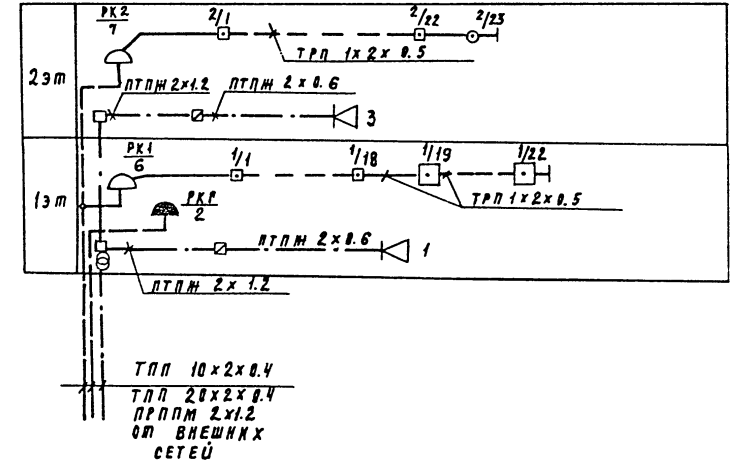 РК2
7
2/1
2/22
2/23
ТРП 1х2х0.5
2эт
ПТПЖ 2х1.2
ПТПЖ 2х0.6
3
РК1
6
1/1
1/18
1/19
1/22
1эт
РКР
2
ТРП 1х2х0.5
ПТПЖ 2х0.6
1
ПТПЖ 2х1.2
ТПП 10х2х0.4
ТПП 20х2х0.4
ПРППМ 2х1.2
ОТ ВНЕШНИХ
СЕТЕЙ